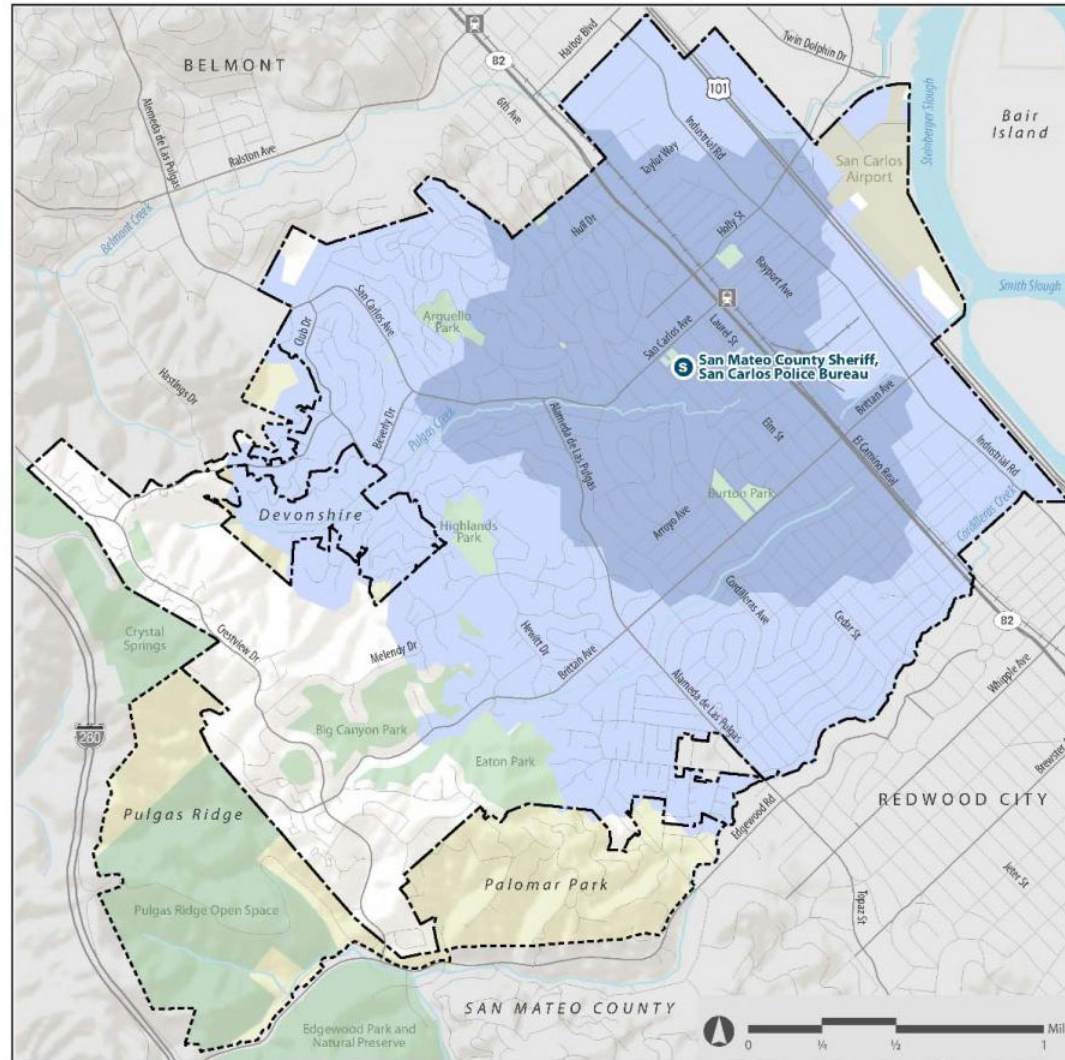 BELMONT
82
Harbor Blvd
Twin Dolphin Dr
101
Steinberger Slough
Bair
Island
Alameda de Las Pulgas
6th Ave
Industrial Rd
Ralston Ave
Taylor Way
San Carlos
Airport
Belmont Creek
Hull Dr
Holly St
Bayport Ave
Smith Slough
San Carlos Ave
Club Dr
Arguello
Park
San Carlos Ave
Laurel St
S
San Mateo County Sheriff,
San Carlos Police Bureau
Hastings Dr
Beverly Dr
Pulgas Creek
Alameda de Las Pulgas
Elm St
Brittan Ave
El Camino Real
Industrial Rd
Devonshire
Highlands
Park
Burton Park
Arroyo Ave
Cordilleras Creek
Crystal
Springs
Crestview Dr
Melendy Dr
Hewitt Dr
Brittan Ave
Cordilleras Ave
Cedar St
82
Whipple Ave
280
Big Canyon Park
Eaton Park
Alameda de Las Pulgas
Brewster
Pulgas Ridge
Edgewood Rd
REDWOOD CITY
Palomar Park
Jeter St
Pulgas Ridge Open Space
Topaz St
SAN MATEO COUNTY
Edgewood Park and
Natural Preserve
Mil
0 ¼ ½ 1